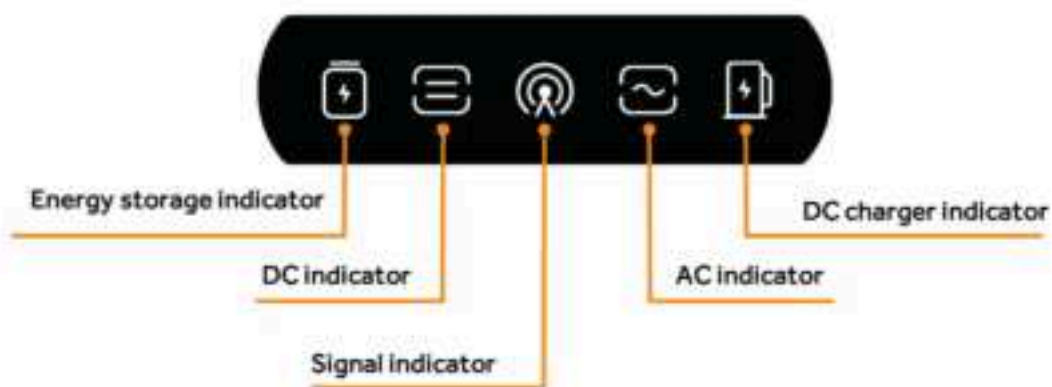 Energy storage indicator
DC charger indicator
DC indicator
AC indicator
Signal indicator